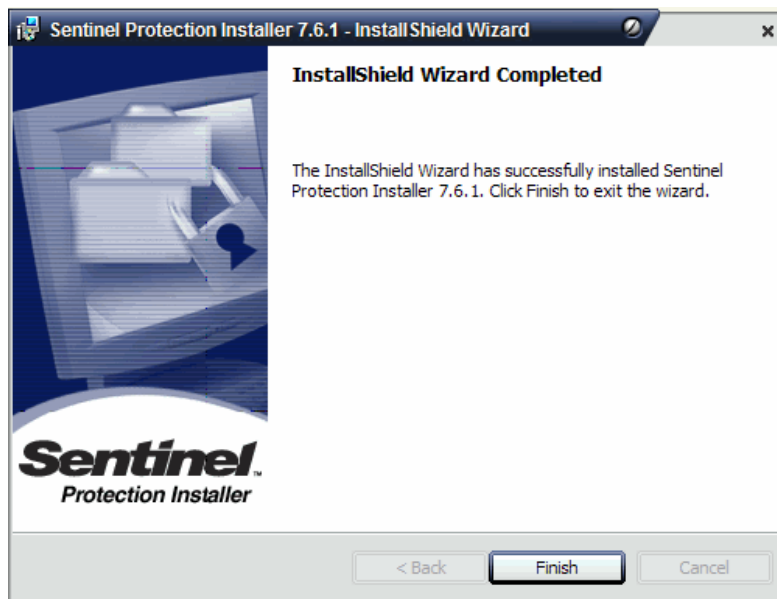 Sentinel Protection Installer 7.6.1 - InstallShield Wizard
InstallShield Wizard Completed
The InstallShield Wizard has successfully installed Sentinel
Protection Installer 7.6.1. Click Finish to exit the wizard.
Sentinel™
Protection Installer
< Back
Finish
Cancel